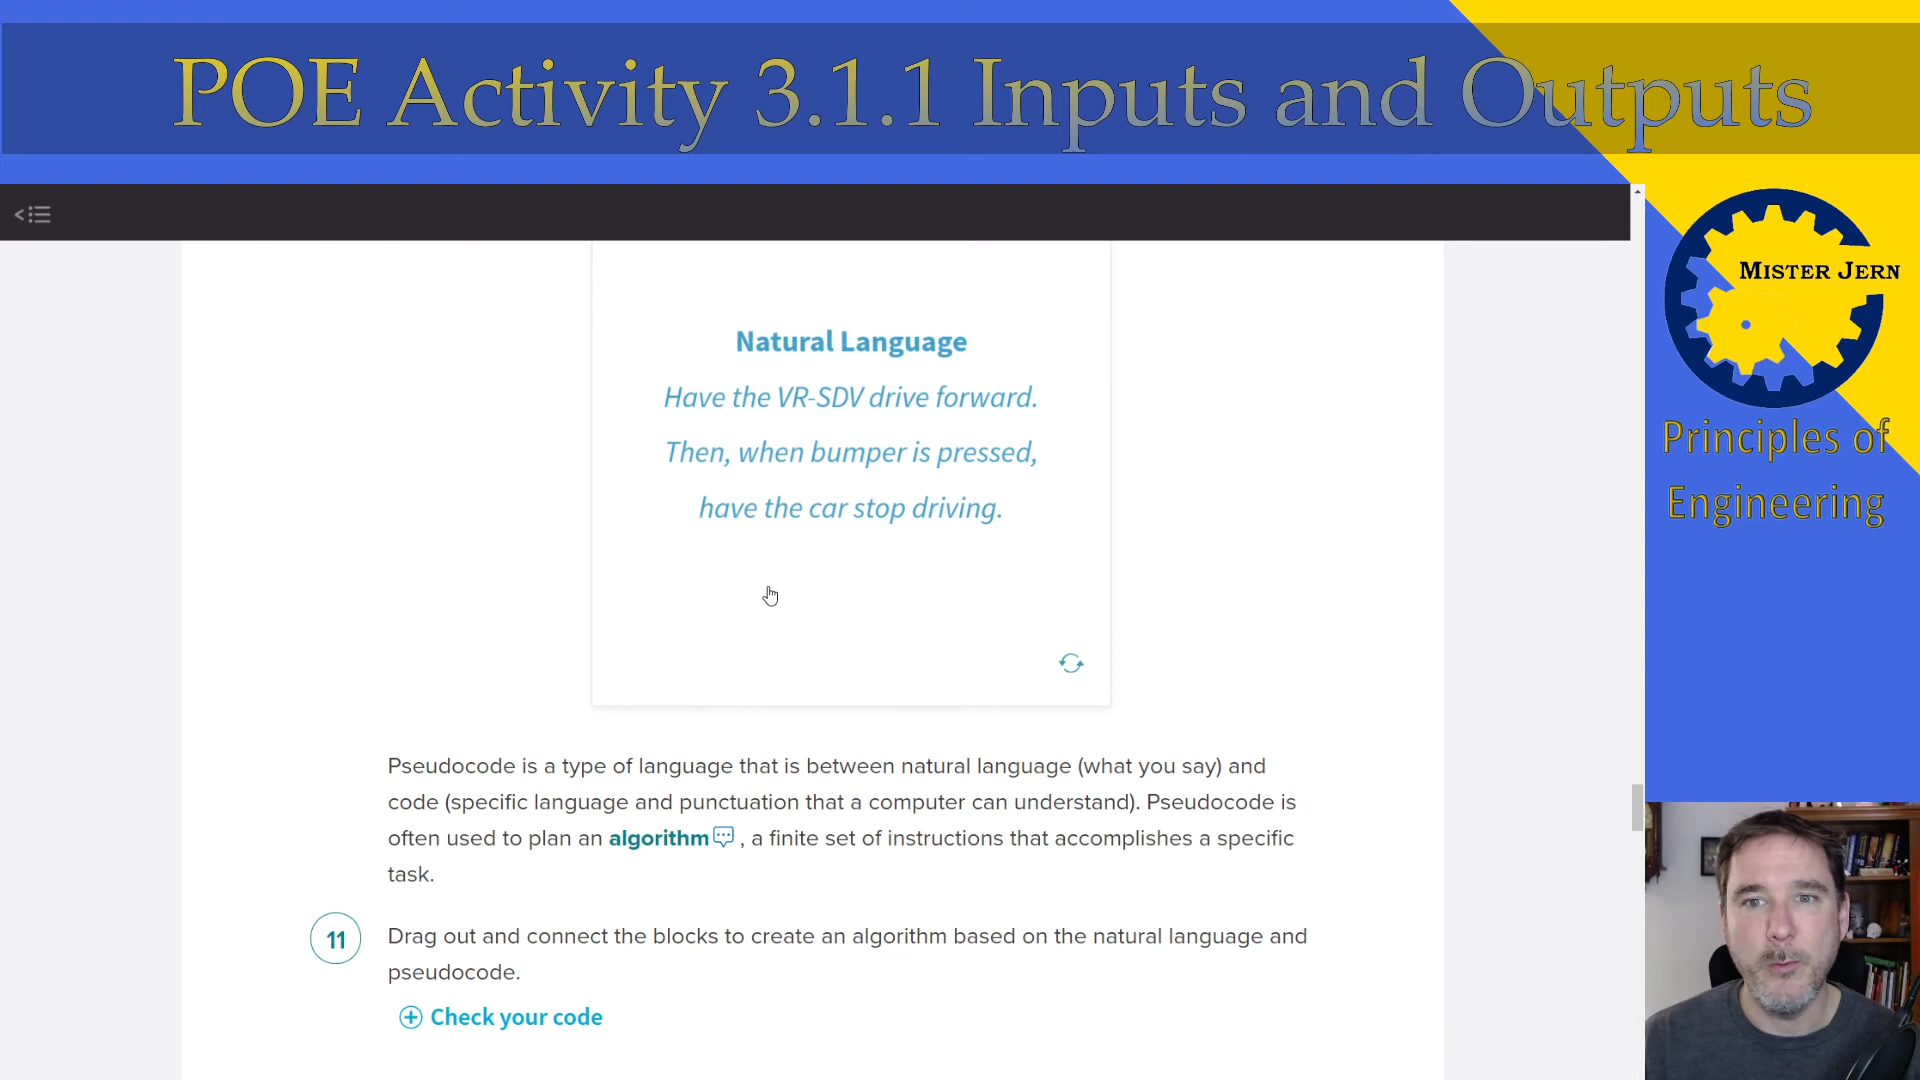 POE Activity 3.1.1 Inputs and Outputs
MISTER JERN
Principles of
Engineering
Natural Language
Have the VR-SDV drive forward.
Then, when bumper is pressed,
have the car stop driving.
Pseudocode is a type of language that is between natural language (what you say) and
code (specific language and punctuation that a computer can understand). Pseudocode is
often used to plan an algorithm , a finite set of instructions that accomplishes a specific
task.
11 Drag out and connect the blocks to create an algorithm based on the natural language and
pseudocode.
Check your code